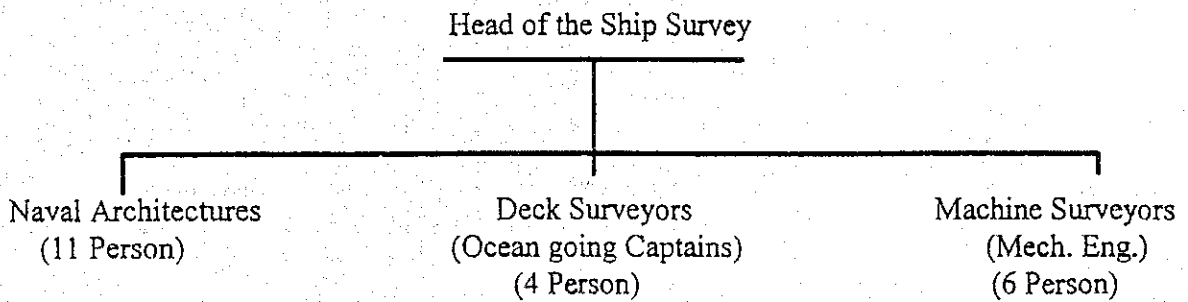 Head of the Ship Survey
Naval Architectures
(11 Person)
Deck Surveyors
(Ocean going Captains)
(4 Person)
Machine Surveyors
(Mech. Eng.)
(6 Person)